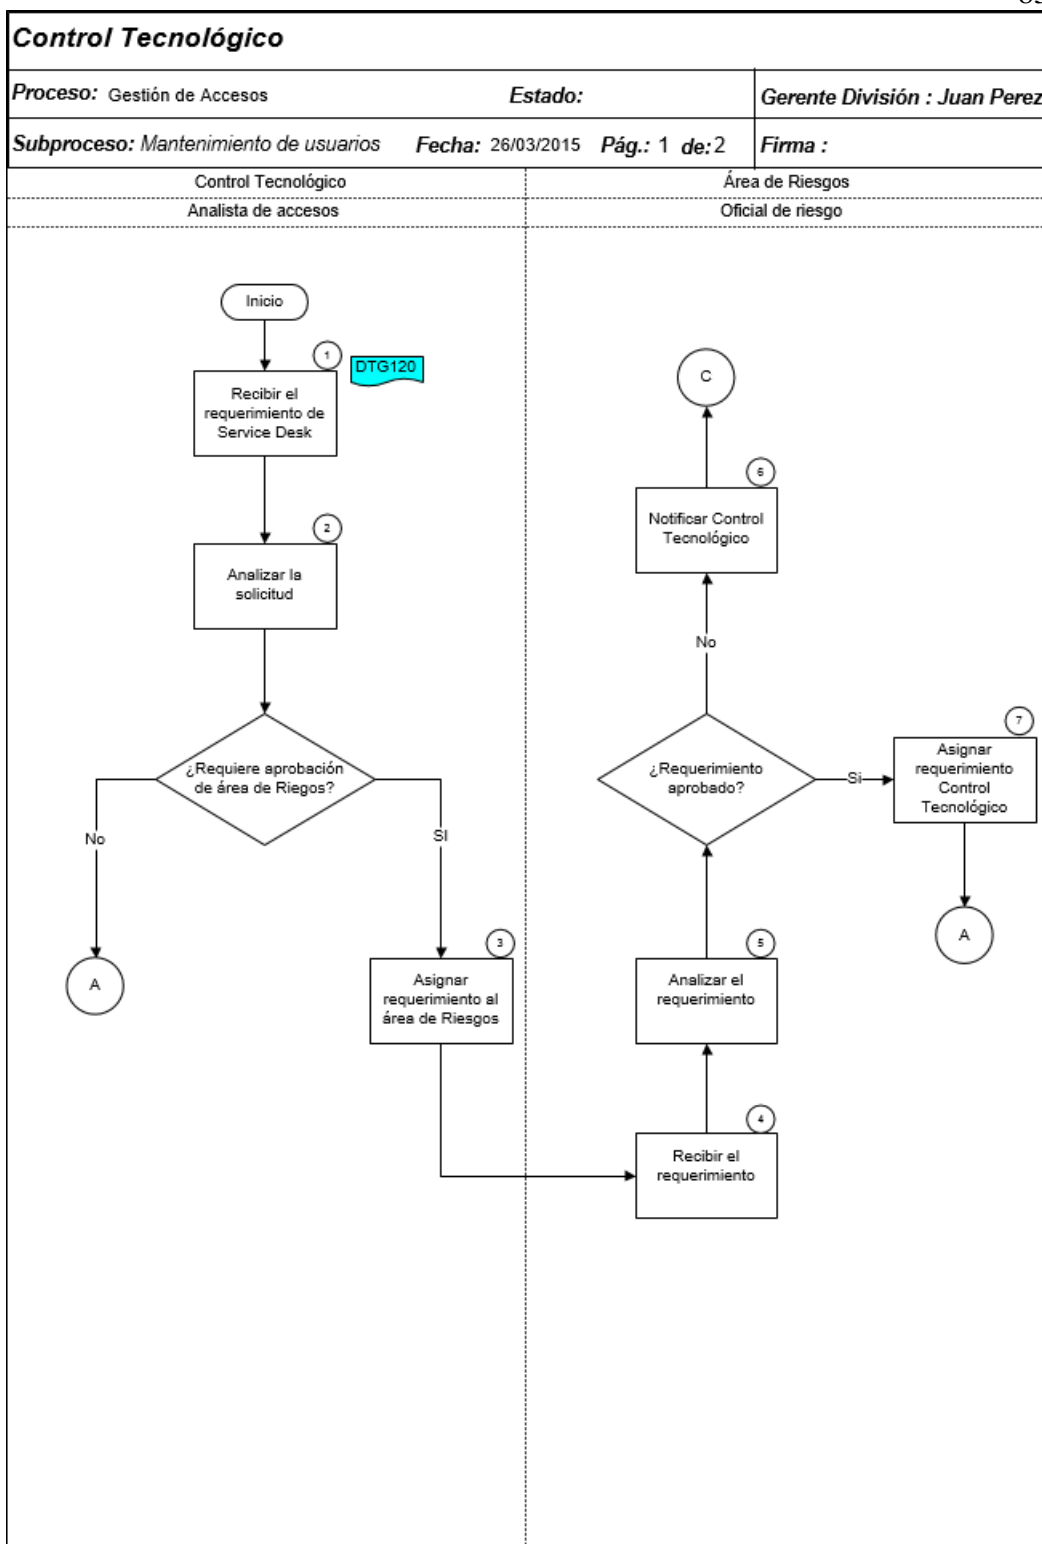 Control Tecnológico
Proceso: Gestión de Accesos Estado: Gerente División : Juan Perez
Subproceso: Mantenimiento de usuarios Fecha: 26/03/2015 Pág.: 1 de: 2 Firma :
Control Tecnológico
Área de Riesgos
Analista de accesos
Oficial de riesgo
Inicio
1
DTG120
Recibir el
requerimiento de
Service Desk
2
Analizar la
solicitud
¿Requiere aprobación
de área de Riegos?
No
SI
A
3
Asignar
requerimiento al
área de Riesgos
C
6
Notificar Control
Tecnológico
No
¿Requerimiento
aprobado?
Si
7
Asignar
requerimiento
Control
Tecnológico
A
5
Analizar el
requerimiento
4
Recibir el
requerimiento